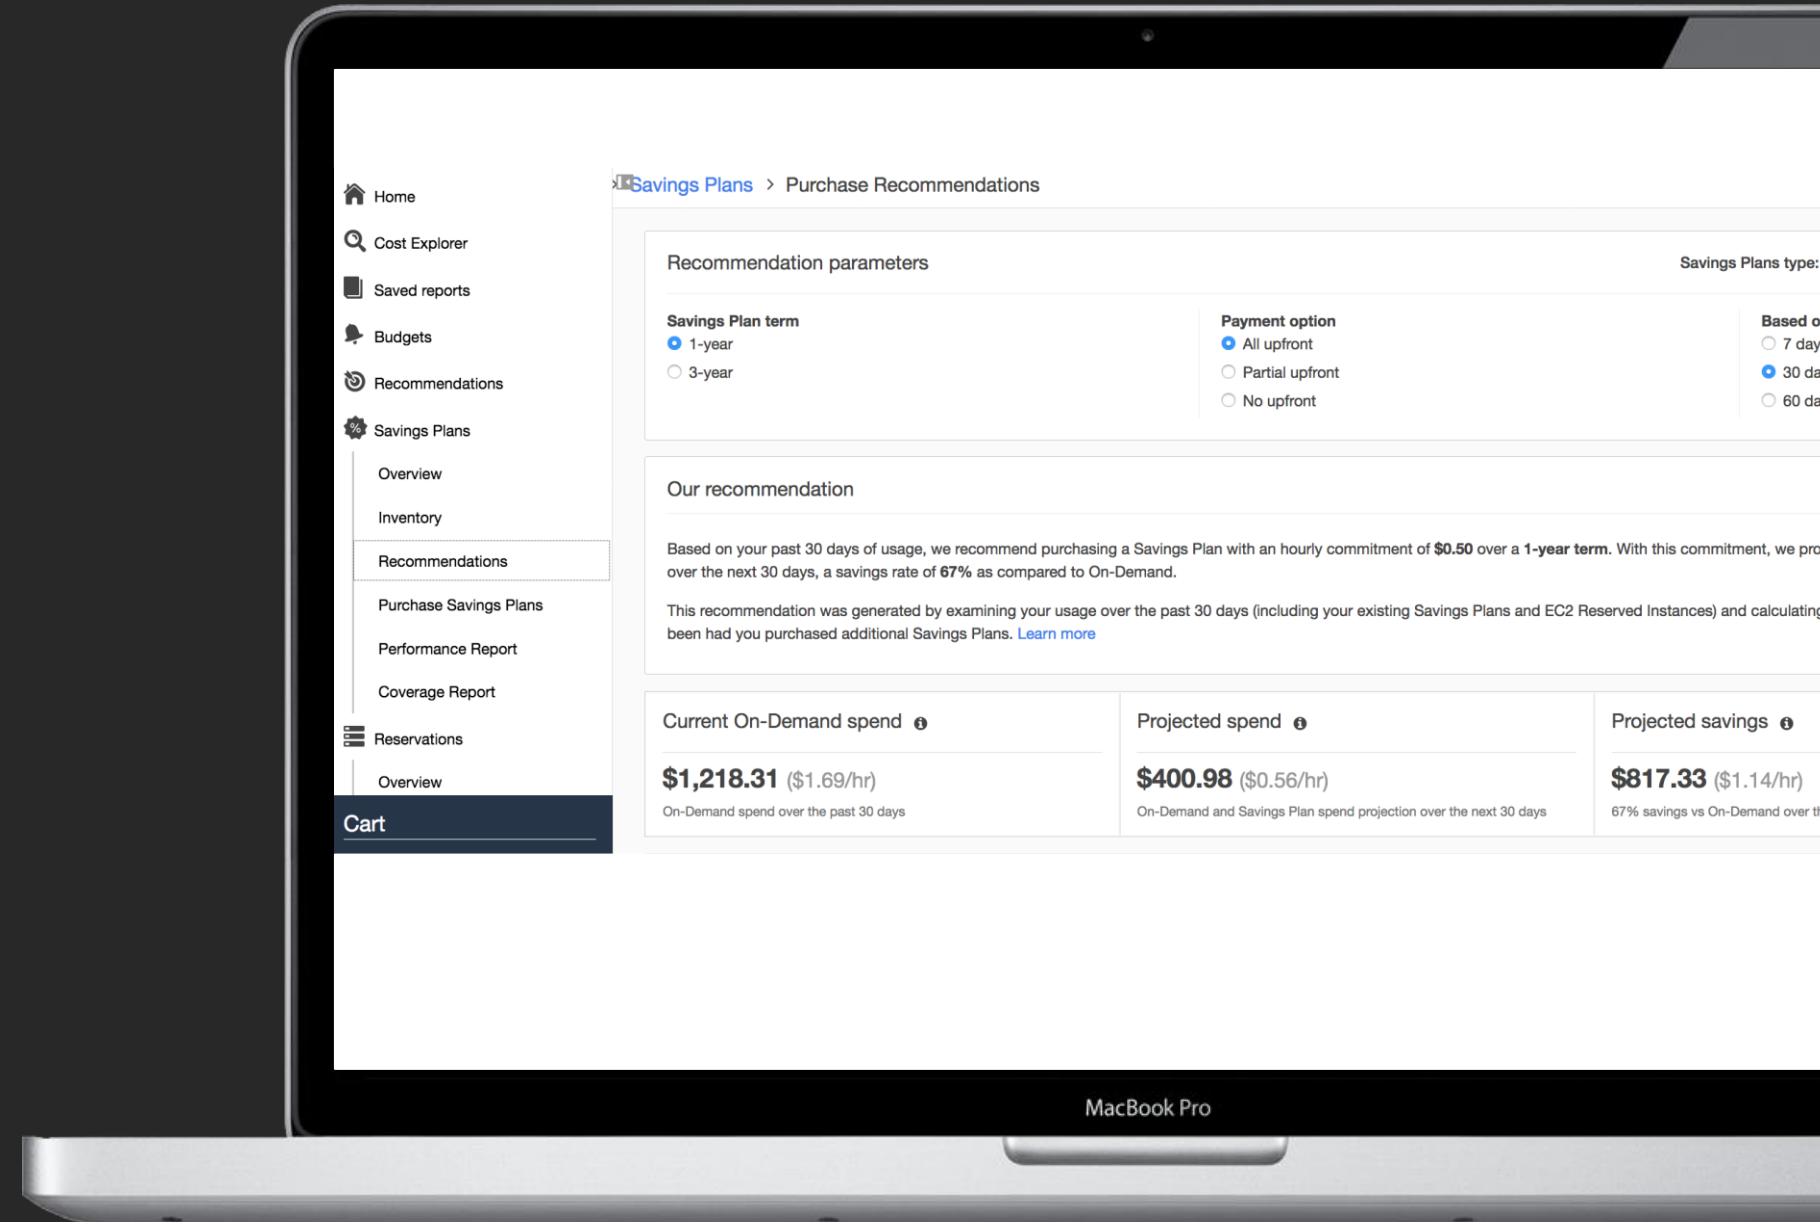 Home
Cost Explorer
Saved reports
Budgets
Recommendations
% Savings Plans
Overview
Inventory
Recommendations
Purchase Savings Plans
Performance Report
Coverage Report
Reservations
Overview
Cart
Savings Plans > Purchase Recommendations
Recommendation parameters
Savings Plans type:
Savings Plan term
1-year
3-year
Payment option
All upfront
Partial upfront
No upfront
Based
7
30
60
Our recommendation
Based on your past 30 days of usage, we recommend purchasing a Savings Plan with an hourly commitment of $0.50 over a 1-year term. With this commitment, we
over the next 30 days, a savings rate of 67% as compared to On-Demand.
This recommendation was generated by examining your usage over the past 30 days (including your existing Savings Plans and EC2 Reserved Instances) and calculating
been had you purchased additional Savings Plans. Learn more
Current On-Demand spend
$1,218.31 ($1.69/hr)
On-Demand spend over the past 30 days
Projected spend
$400.98 ($0.56/hr)
On-Demand and Savings Plan spend projection over the next 30 days
Projected savings
$817.33 ($1.14/hr)
67% savings vs On-Demand over
MacBook Pro